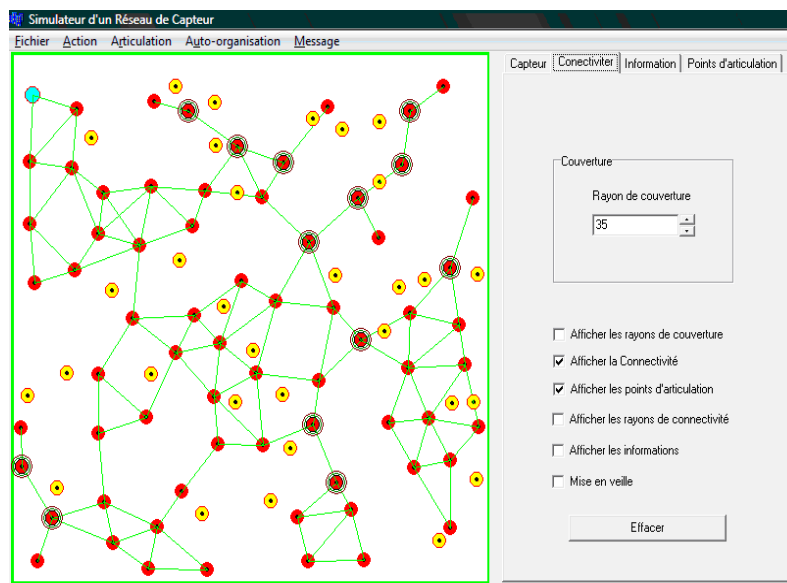 Simulateur d'un Réseau de Capteur
Fichier Action Articulation Auto-organisation Message
Capteur Conectiviter Information Points d'articulation
Couverture
Rayon de couverture
35
Afficher les rayons de couverture
Afficher la Connectivité
Afficher les points d'articulation
Afficher les rayons de connectivité
Afficher les informations
Mise en veille
Effacer